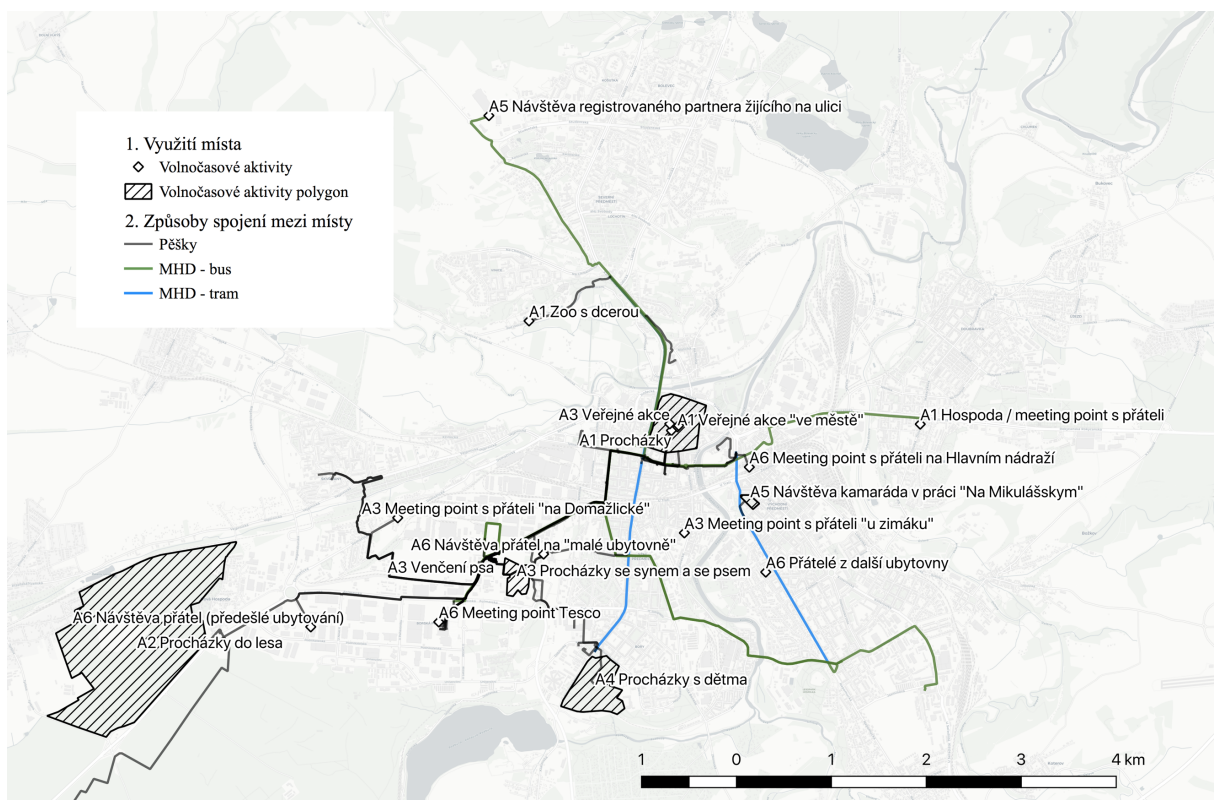 A5 Návštěva registrovaného partnera žijícího na ulici
1. Využití místa
Volnočasové aktivity
Volnočasové aktivity polygon
2. Způsoby spojení mezi místy
Pěšky
MHD - bus
MHD - tram
A1 Zoo s dcerou
A3 Veřejné akce
A1 Veřejné akce "ve městě"
A1 Hospoda / meeting point s přáteli
A1 Procházky
A6 Meeting point s přáteli na Hlavním nádraží
A5 Návštěva kamaráda v práci "Na Mikulášskym"
A3 Meeting point s přáteli "na Domažlické"
A3 Meeting point s přáteli "u zimáku"
A6 Návštěva přátel na "malé ubytovně"
A6 Přátelé z další ubytovny
A3 Venčení psa
A3 Procházky se synem a se psem
A6 Meeting point Tesco
A6 Návštěva přátel (předešlé ubytování)
A2 Procházky do lesa
A4 Procházky s dětma
1 0 1 2 3 4 km